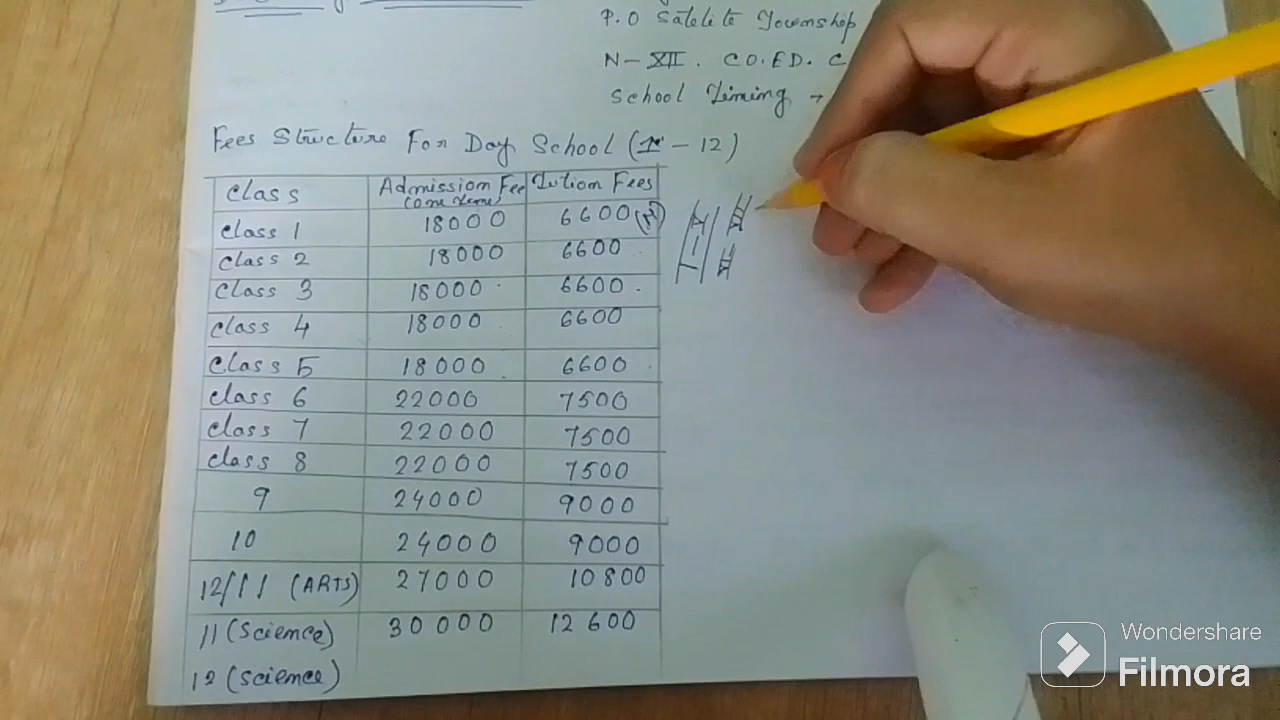 P.O Satelite Township
N-XII. CO.ED. C
School Timing →
Fees Structure For Day School (1 - 12)
Class Admission Fee (One time) Tution Fees
Class 1 18000 6600
Class 2 18000 6600
Class 3 18000 6600
Class 4 18000 6600
Class 5 18000 6600
Class 6 22000 7500
Class 7 22000 7500
Class 8 22000 7500
9 24000 9000
10 24000 9000
12/11 (ARTS) 27000 10800
11 (Science) 30000 12600
12 (Science)
Wondershare
Filmora